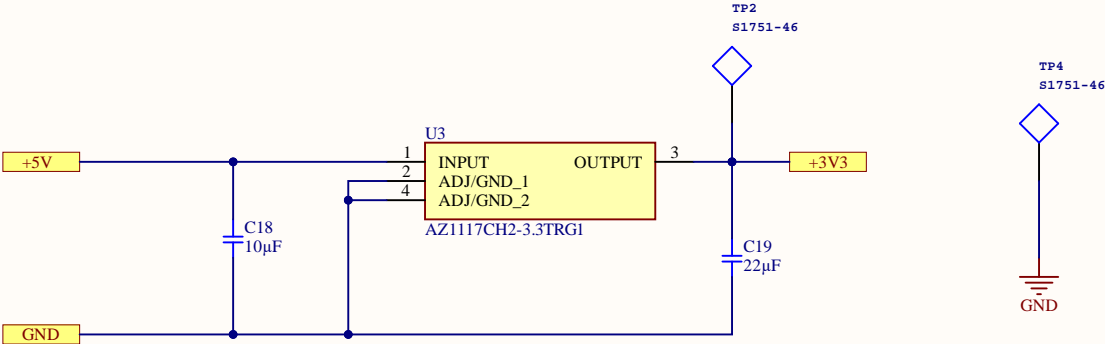 TP2
S1751-46
TP4
S1751-46
U3
+5V
1
INPUT
OUTPUT
3
+3V3
2
ADJ/GND_1
4
ADJ/GND_2
AZ1117CH2-3.3TRG1
C18
10µF
C19
22µF
GND
GND